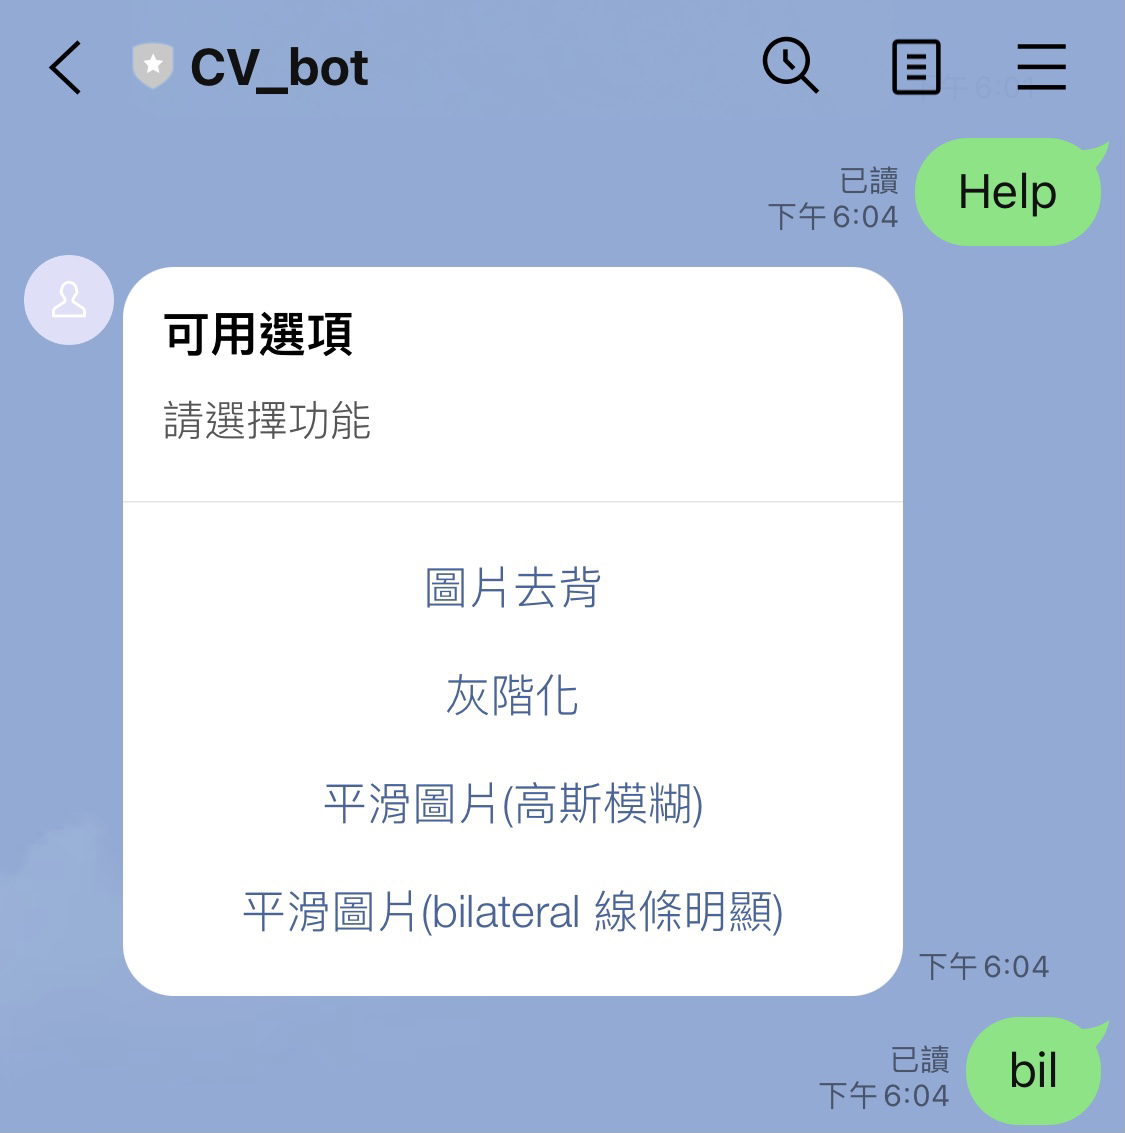 CV_bot
Help
已讀
下午 6:04
可用選項
請選擇功能
圖片去背
灰階化
平滑圖片(高斯模糊)
平滑圖片(bilateral 線條明顯)
下午 6:04
bil
已讀
下午 6:04